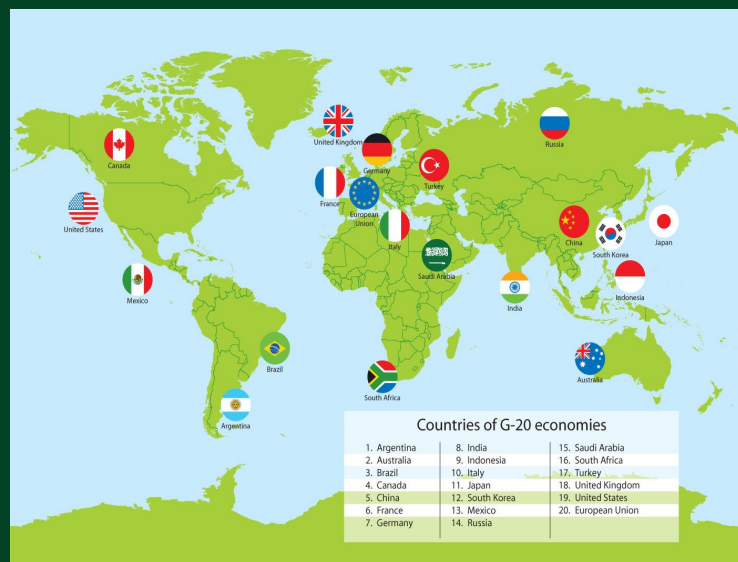 United Kingdom
Russia
Canada
Germany
Turkey
France
European
Union
United States
Italy
China
Japan
South Korea
Saudi Arabia
Mexico
India
Indonesia
Brazil
Australia
South Africa
Argentina
Countries of G-20 economies
1. Argentina
2. Australia
3. Brazil
4. Canada
5. China
6. France
7. Germany
8. India
9. Indonesia
10. Italy
11. Japan
12. South Korea
13. Mexico
14. Russia
15. Saudi Arabia
16. South Africa
17. Turkey
18. United Kingdom
19. United States
20. European Union